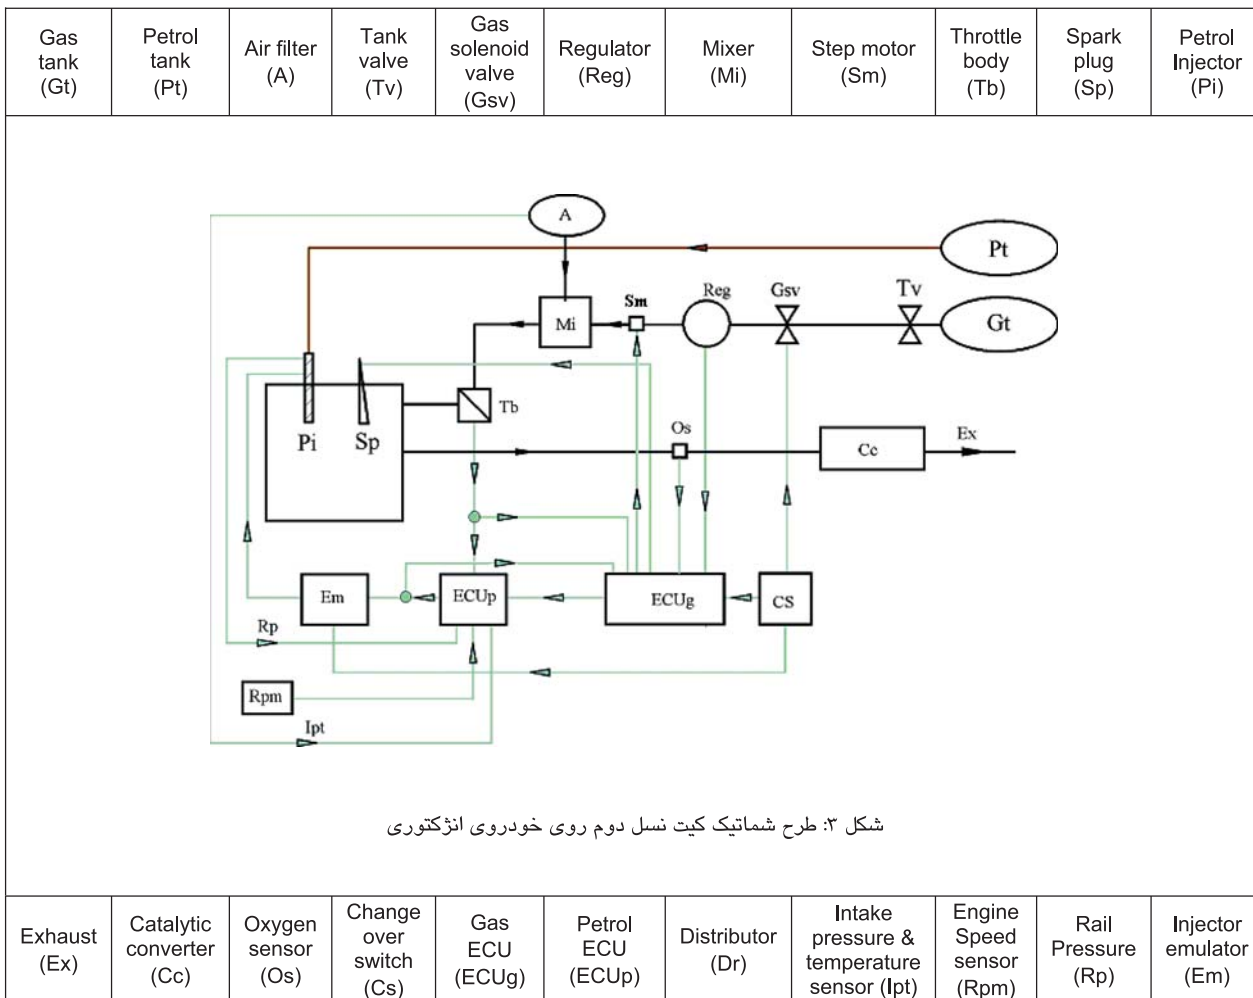 Gas
tank
(Gt)
Petrol
tank
(Pt)
Air filter
(A)
Tank
valve
(Tv)
Gas
solenoid
valve
(Gsv)
Regulator
(Reg)
Mixer
(Mi)
Step motor
(Sm)
Throttle
body
(Tb)
Spark
plug
(Sp)
Petrol
Injector
(Pi)
A
Pt
Sm
Reg
Gsv
Tv
Mi
Gt
Tb
Pi
Sp
Os
Cc
Ex
Em
ECUp
ECUg
CS
Rp
Rpm
Ipt
شکل ۳: طرح شماتیک کیت نسل دوم روی خودروی انژکتوری
Exhaust
(Ex)
Catalytic
converter
(Cc)
Oxygen
sensor
(Os)
Change
over
switch
(Cs)
Gas
ECU
(ECUg)
Petrol
ECU
(ECUp)
Distributor
(Dr)
Intake
pressure &
temperature
sensor (Ipt)
Engine
Speed
sensor
(Rpm)
Rail
Pressure
(Rp)
Injector
emulator
(Em)